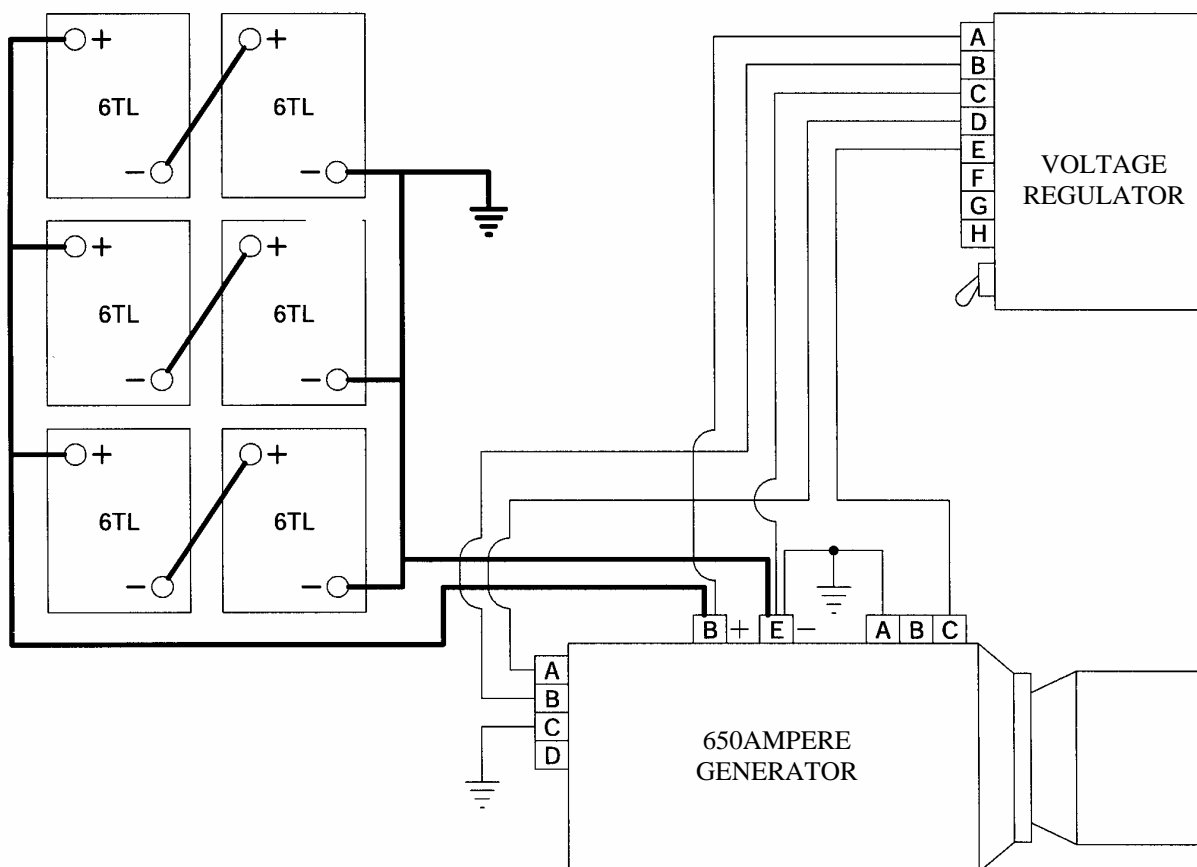 + +
6TL 6TL
− −
+ +
6TL 6TL
− −
+ +
6TL 6TL
− −
A
B
C
D
E
F
G
H
VOLTAGE
REGULATOR
B + E − A B C
A
B
C
D
650AMPERE
GENERATOR